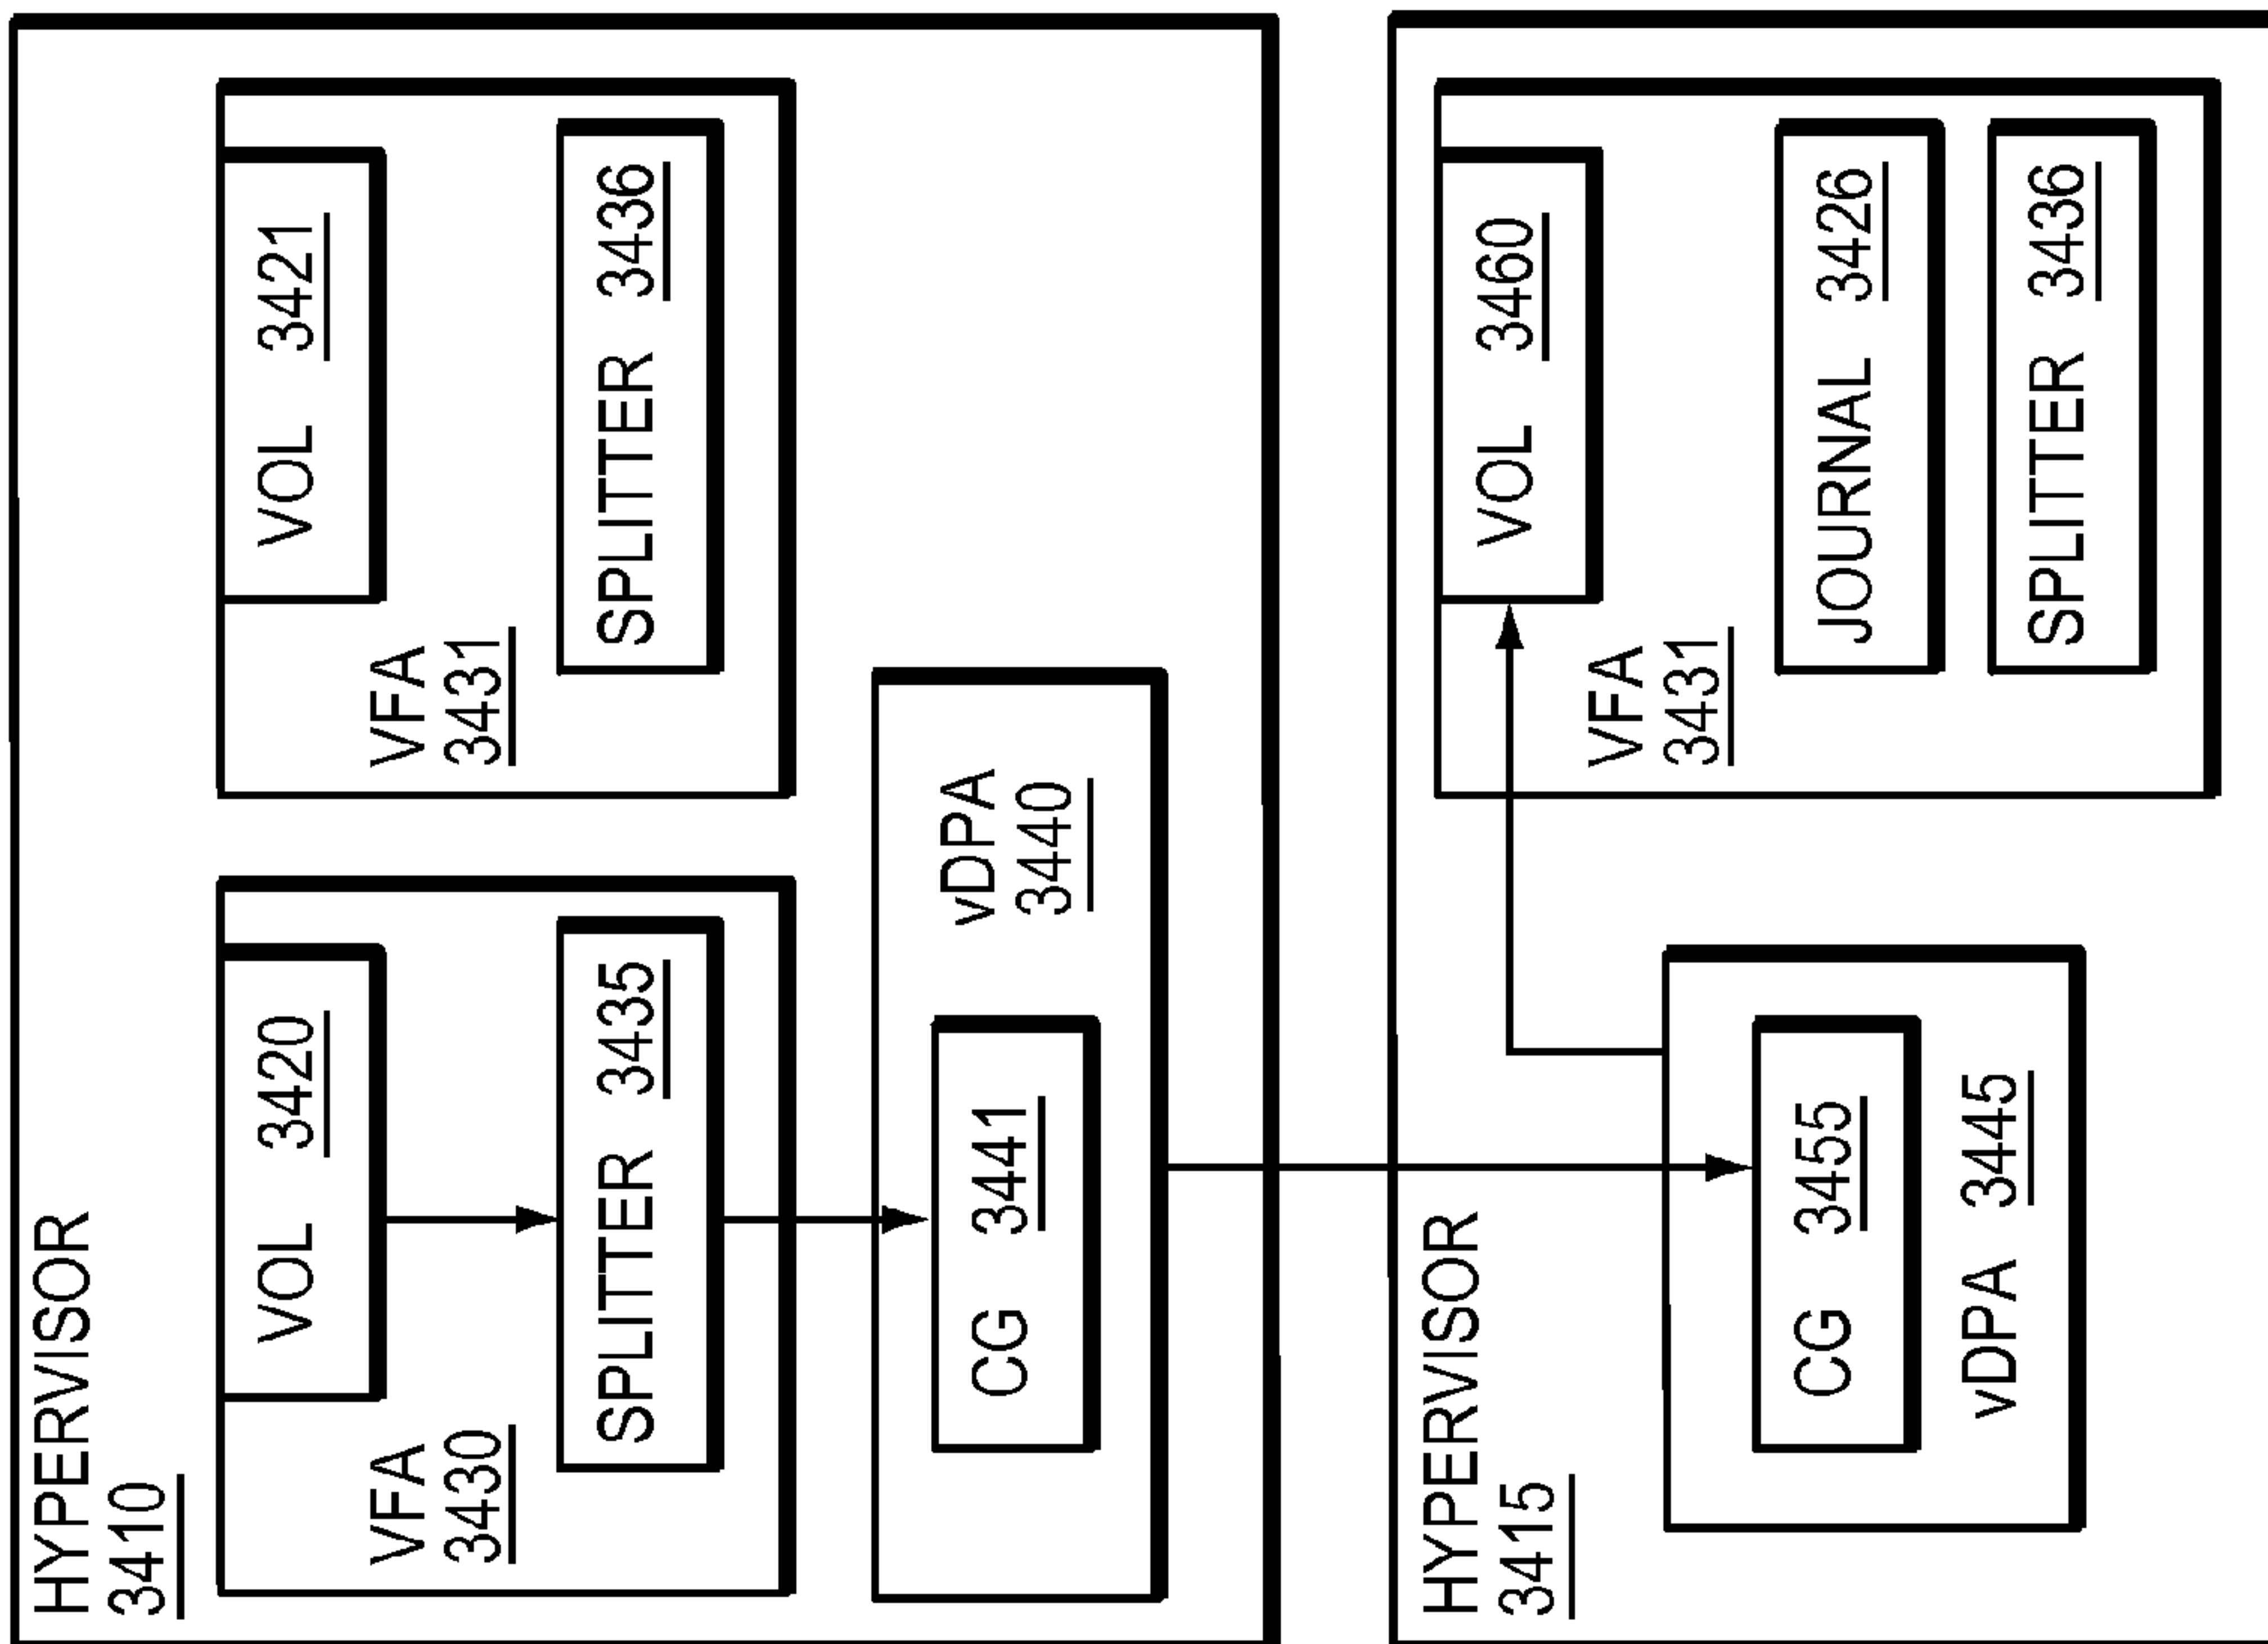 HYPERVISOR
3410
VOL 3420
VFA
3430
SPLITTER 3435
CG 3441
vDPA
3440
VOL 3421
VFA
3431
SPLITTER 3436
HYPERVISOR
3415
CG 3455
vDPA 3445
VOL 3460
VFA
3431
JOURNAL 3426
SPLITTER 3436